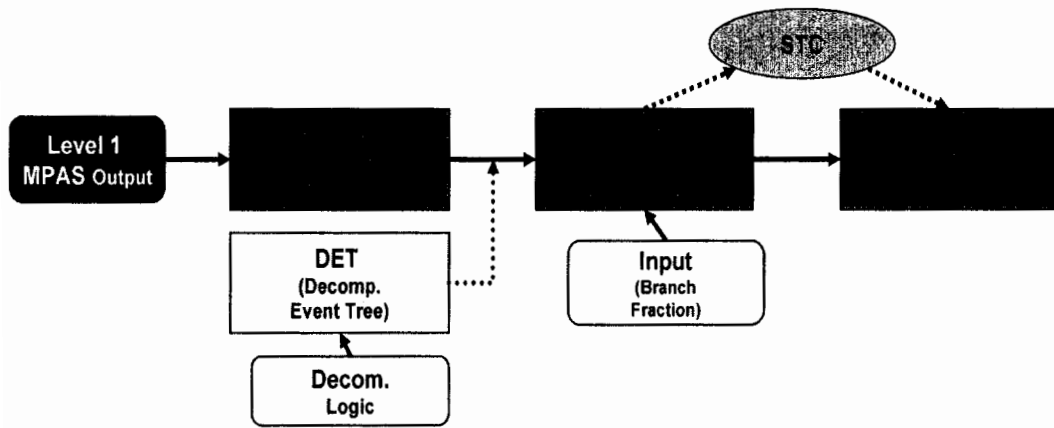 STC
Level 1
MPAS Output
DET
(Decomp.
Event Tree)
Input
(Branch
Fraction)
Decom.
Logic